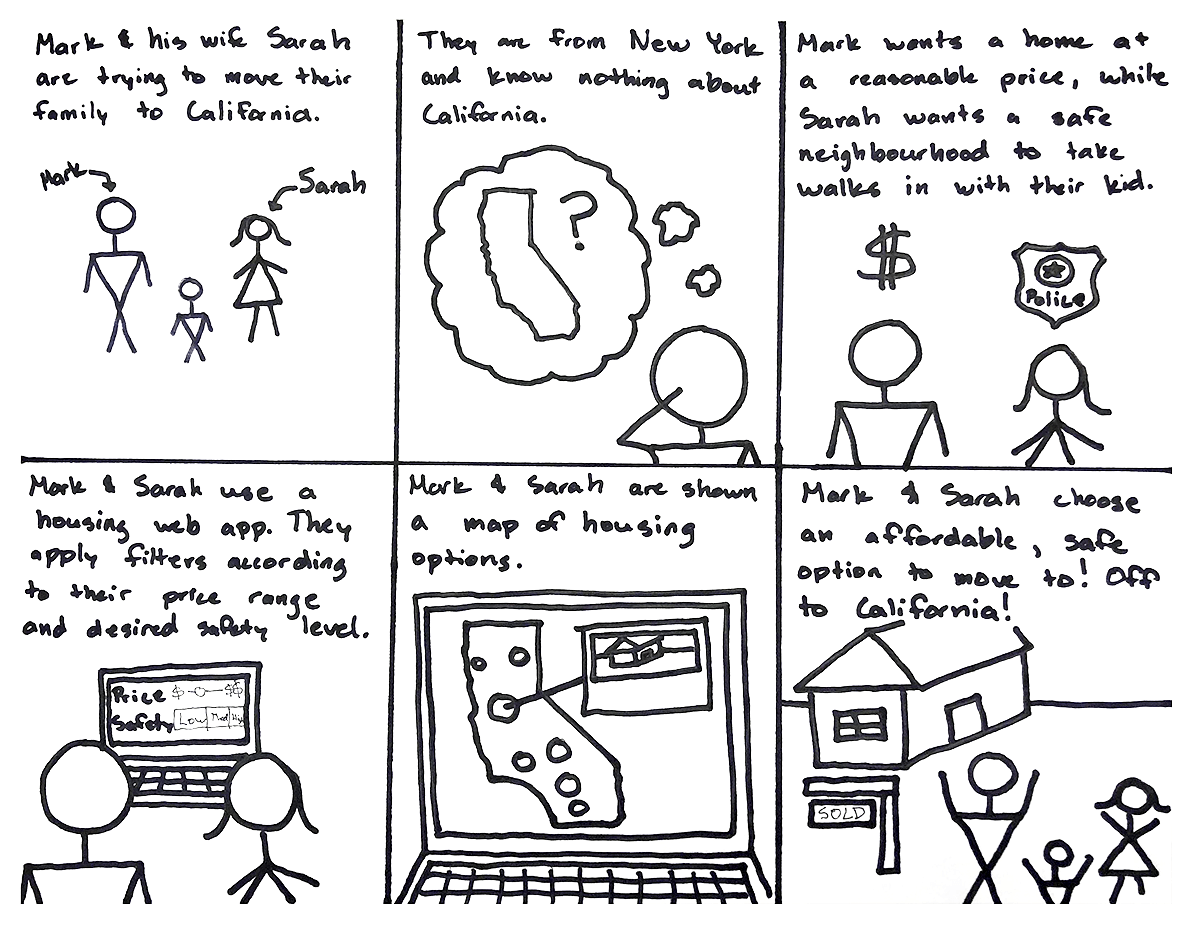 Mark & his wife Sarah
are trying to move their
family to California.
Mark
Sarah
They are from New York
and know nothing about
California.
?
Mark wants a home at
a reasonable price, while
Sarah wants a safe
neighbourhood to take
walks in with their kid.
$
Police
Mark & Sarah use a
housing web app. They
apply filters according
to their price range
and desired safety level.
Price $ $$
Safety Low Med High
Mark & Sarah are shown
a map of housing
options.
Mark & Sarah choose
an affordable, safe
option to move to! Off
to California!
SOLD